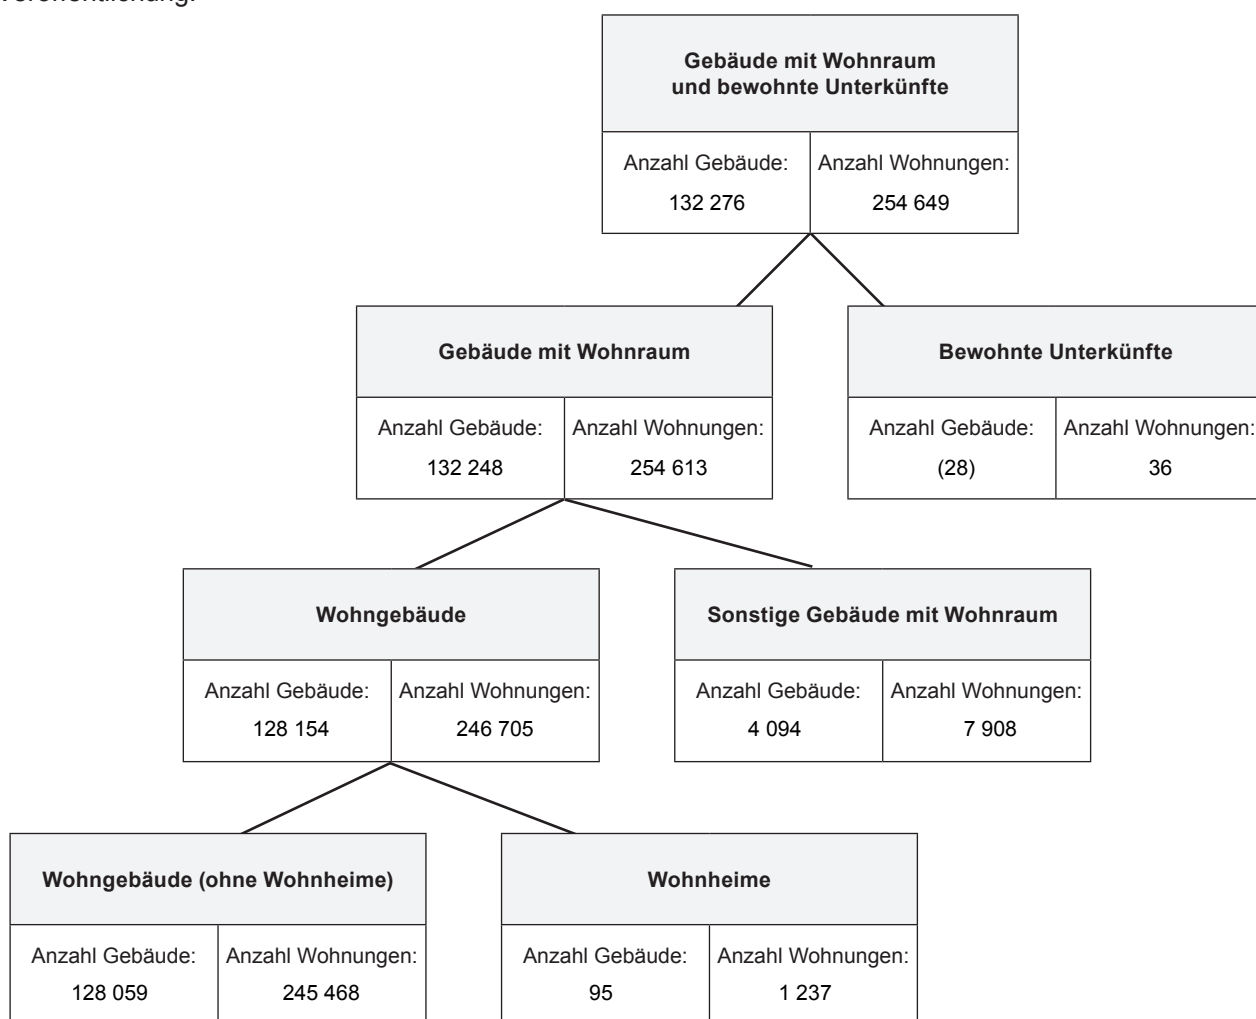 Veröffentlichung.
Gebäude mit Wohnraum
und bewohnte Unterkünfte
Anzahl Gebäude: Anzahl Wohnungen:
132 276 254 649
Gebäude mit Wohnraum Bewohnte Unterkünfte
Anzahl Gebäude: Anzahl Wohnungen: Anzahl Gebäude: Anzahl Wohnungen:
132 248 254 613 (28) 36
Wohngebäude Sonstige Gebäude mit Wohnraum
Anzahl Gebäude: Anzahl Wohnungen: Anzahl Gebäude: Anzahl Wohnungen:
128 154 246 705 4 094 7 908
Wohngebäude (ohne Wohnheime) Wohnheime
Anzahl Gebäude: Anzahl Wohnungen: Anzahl Gebäude: Anzahl Wohnungen:
128 059 245 468 95 1 237